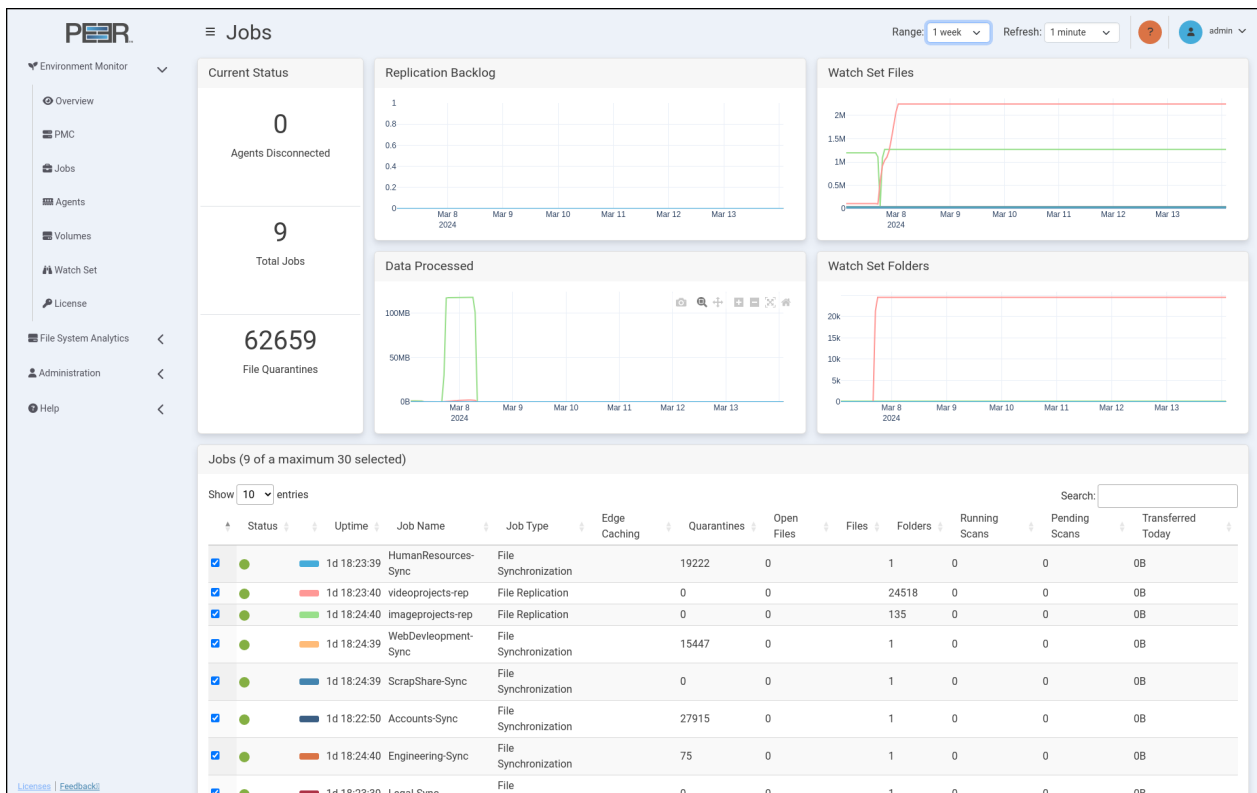 PEER
Jobs
Range: 1 week
Refresh: 1 minute
?
admin
Environment Monitor
Overview
PMC
Jobs
Agents
Volumes
Watch Set
License
File System Analytics
Administration
Help
Licenses | Feedback
Current Status
0
Agents Disconnected
9
Total Jobs
62659
File Quarantines
Replication Backlog
1
0.8
0.6
0.4
0.2
0
Mar 8 Mar 9 Mar 10 Mar 11 Mar 12 Mar 13
2024
Watch Set Files
2M
1.5M
1M
0.5M
0
Mar 8 Mar 9 Mar 10 Mar 11 Mar 12 Mar 13
2024
Data Processed
100MB
50MB
0B
Mar 8 Mar 9 Mar 10 Mar 11 Mar 12 Mar 13
2024
Watch Set Folders
20k
15k
10k
5k
0
Mar 8 Mar 9 Mar 10 Mar 11 Mar 12 Mar 13
2024
Jobs (9 of a maximum 30 selected)
Show 10 entries
Search:
Status Uptime Job Name Job Type Edge Caching Quarantines Open Files Files Folders Running Scans Pending Scans Transferred Today
1d 18:23:39 HumanResources-Sync File Synchronization 19222 0 1 0 0 0B
1d 18:23:40 videoprojects-rep File Replication 0 0 24518 0 0 0B
1d 18:24:40 imageprojects-rep File Replication 0 0 135 0 0 0B
1d 18:24:39 WebDevleopment-Sync File Synchronization 15447 0 1 0 0 0B
1d 18:24:39 ScrapShare-Sync File Synchronization 0 0 1 0 0 0B
1d 18:22:50 Accounts-Sync File Synchronization 27915 0 1 0 0 0B
1d 18:24:40 Engineering-Sync File Synchronization 75 0 1 0 0 0B
1d 18:23:39 Legal-Sync File 0 0 1 0 0 0B